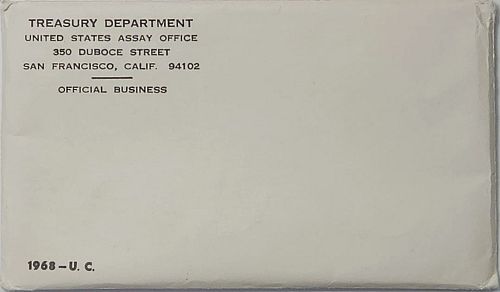 TREASURY DEPARTMENT
UNITED STATES ASSAY OFFICE
350 DUBOCE STREET
SAN FRANCISCO, CALIF. 94102
OFFICIAL BUSINESS
1968-U. C.